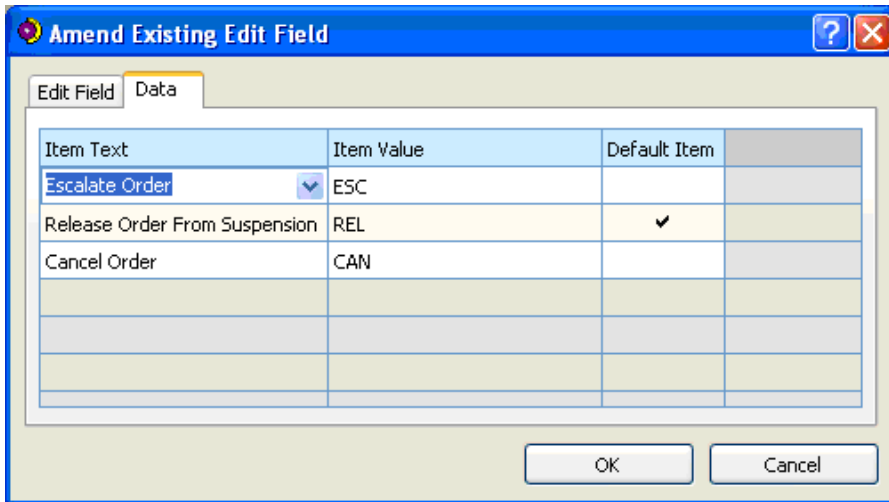 Amend Existing Edit Field
Edit Field Data
Item Text Item Value Default Item
Escalate Order ESC
Release Order From Suspension REL
Cancel Order CAN
OK Cancel